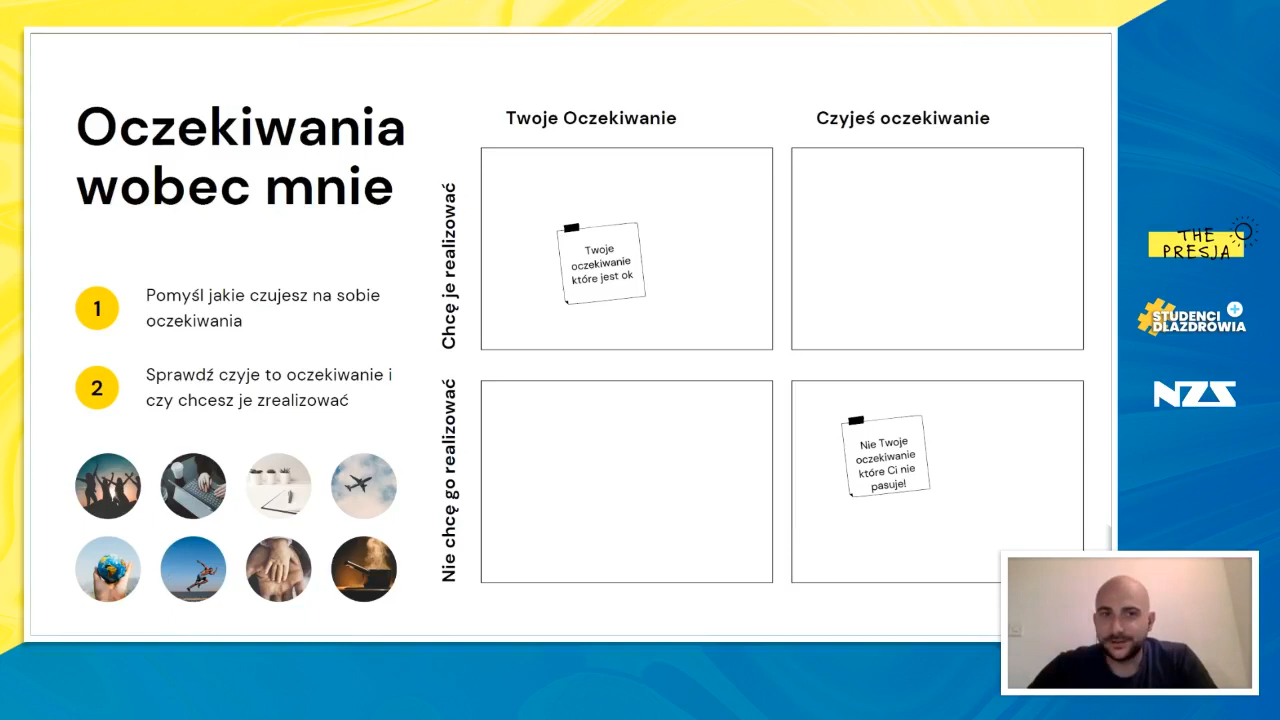 Oczekiwania
wobec mnie
1
Pomyśl jakie czujesz na sobie
oczekiwania
2
Sprawdź czyje to oczekiwanie i
czy chcesz je zrealizować
Twoje Oczekiwanie
Czyjeś oczekiwanie
Chcę je realizować
Twoje
oczekiwanie
które jest ok
Nie chcę go realizować
Nie Twoje
oczekiwanie
które Ci nie
pasuje!
THE
PRESJA
#STUDENCI
DLAZDROWIA
NZS